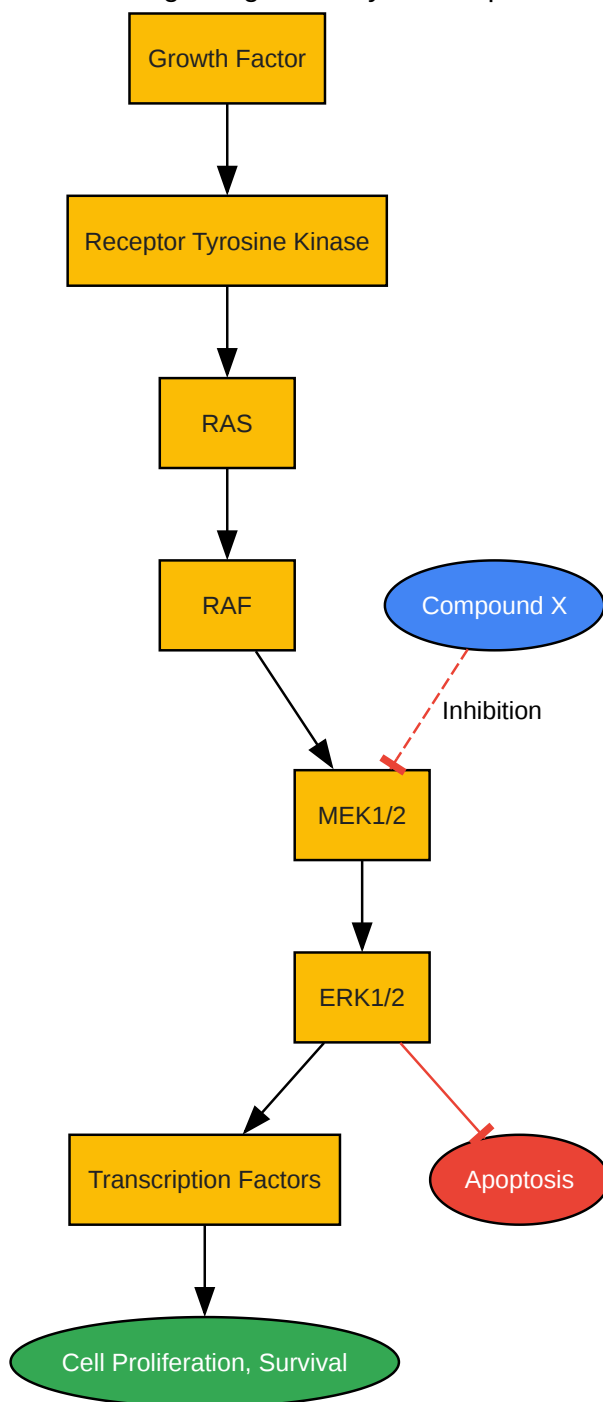 Growth Factor
Receptor Tyrosine Kinase
RAS
RAF
Compound X
Inhibition
MEK1/2
ERK1/2
Transcription Factors
Apoptosis
Cell Proliferation, Survival